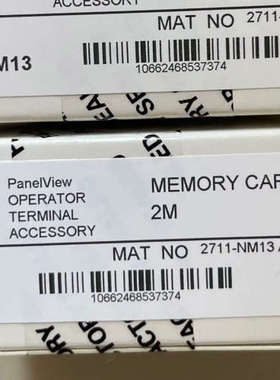 ACCESSORY
MAT NO 2711-
M13
10662468537374
PanelView
OPERATOR
TERMINAL
ACCESSORY
MEMORY CAR
2M
MAT NO 2711-NM13
10662468537374